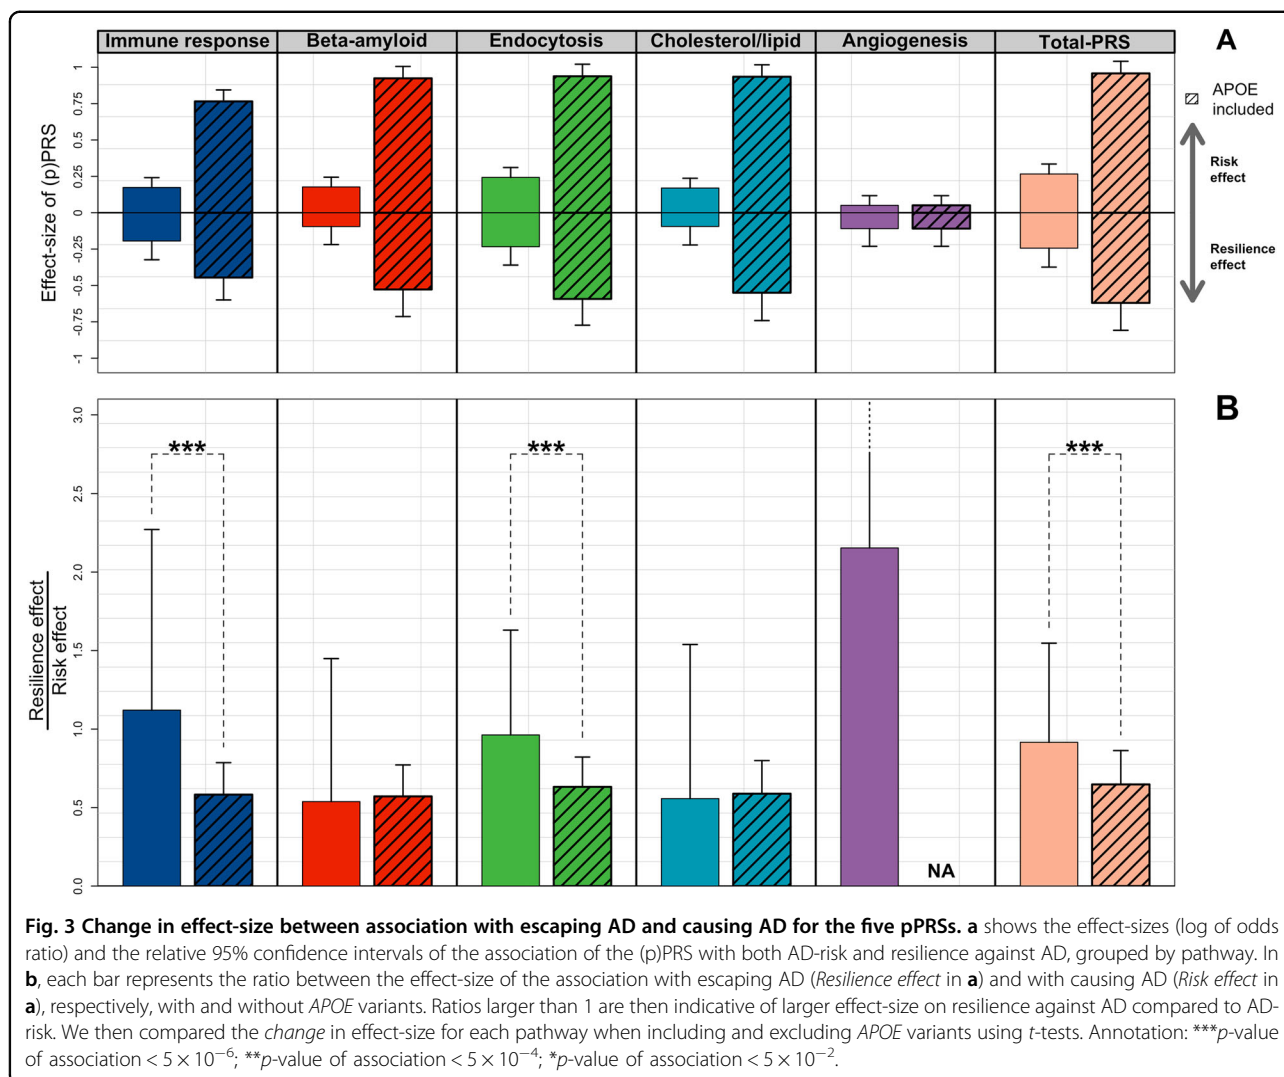 Immune response Beta-amyloid Endocytosis Cholesterol/lipid Angiogenesis Total-PRS
A
Effect-size of (p)PRS
1
0.75
0.5
0.25
0
-0.25
-0.5
-0.75
-1
APOE
included
Risk
effect
Resilience
effect
B
Resilience effect
Risk effect
3.0
2.5
2.0
1.5
1.0
0.5
0.0
*** *** ***
NA
Fig. 3 Change in effect-size between association with escaping AD and causing AD for the five pPRSs. a shows the effect-sizes (log of odds
ratio) and the relative 95% confidence intervals of the association of the (p)PRS with both AD-risk and resilience against AD, grouped by pathway. In
b, each bar represents the ratio between the effect-size of the association with escaping AD (Resilience effect in a) and with causing AD (Risk effect in
a), respectively, with and without APOE variants. Ratios larger than 1 are then indicative of larger effect-size on resilience against AD compared to AD-
risk. We then compared the change in effect-size for each pathway when including and excluding APOE variants using t-tests. Annotation: ***p-value
of association < 5 × 10⁻⁶; **p-value of association < 5 × 10⁻⁴; *p-value of association < 5 × 10⁻².